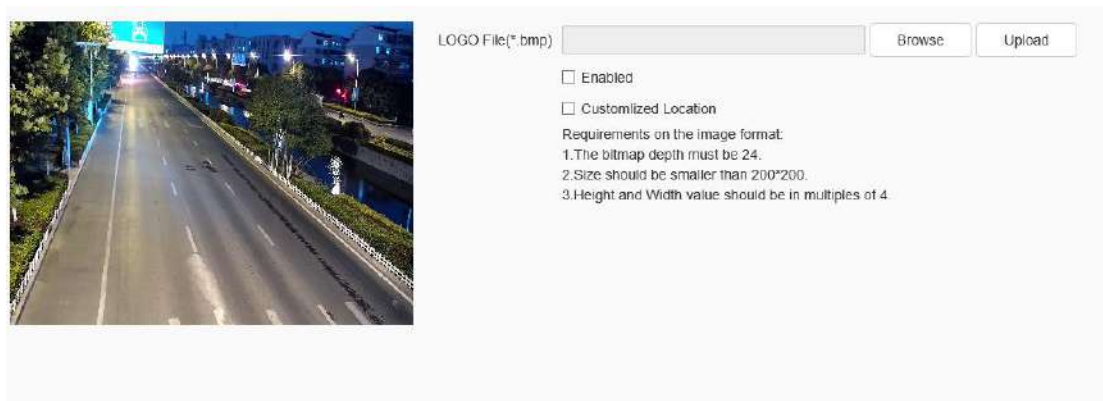 LOGO File(*.bmp)
Browse
Upload
Enabled
Customlized Location
Requirements on the image format:
1.The bitmap depth must be 24.
2.Size should be smaller than 200*200.
3.Height and Width value should be in multiples of 4.